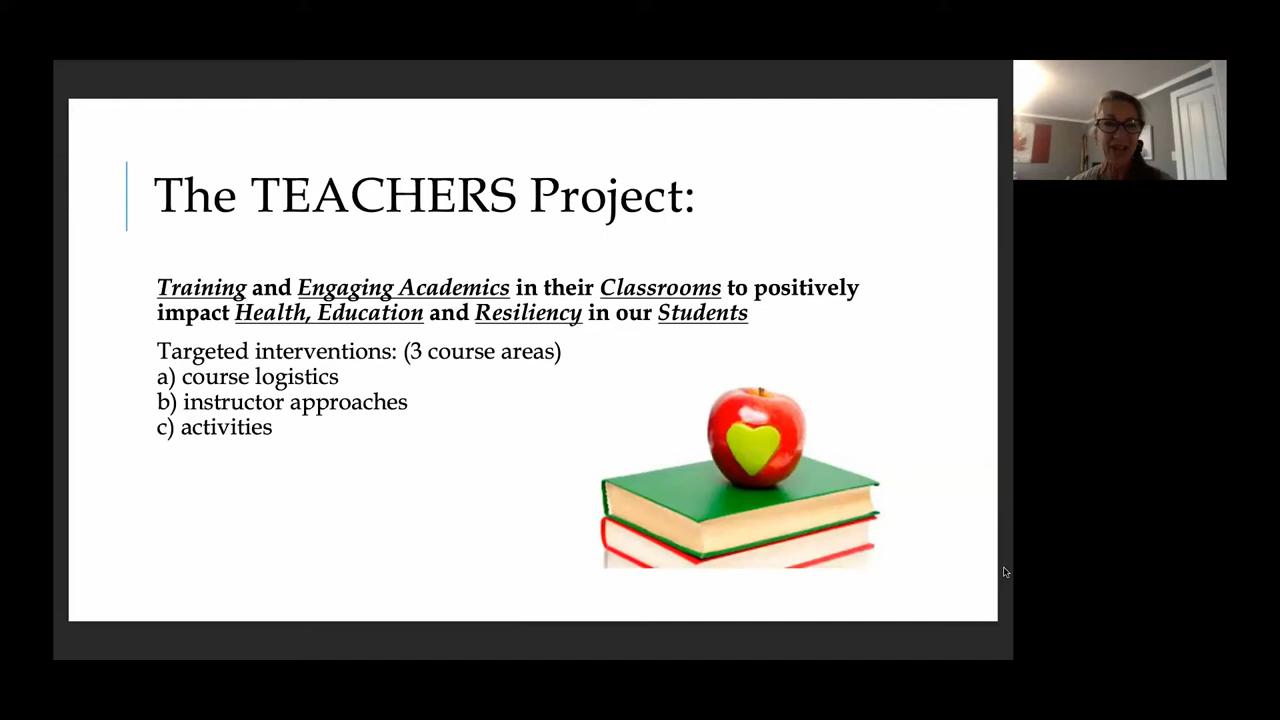 The TEACHERS Project:
Training and Engaging Academics in their Classrooms to positively
impact Health, Education and Resiliency in our Students
Targeted interventions: (3 course areas)
a) course logistics
b) instructor approaches
c) activities